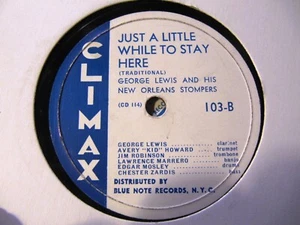 CLIMAX
JUST A LITTLE
WHILE TO STAY
HERE
(TRADITIONAL)
GEORGE LEWIS AND HIS
NEW ORLEANS STOMPERS
(CD 114)
103-B
GEORGE LEWIS clarinet
AVERY "KID" HOWARD trumpet
JIM ROBINSON trombone
LAWRENCE MARRERO banjo
EDGAR MOSLEY drums
CHESTER ZARDIS bass
DISTRIBUTED BY
BLUE NOTE RECORDS, N.Y.C.